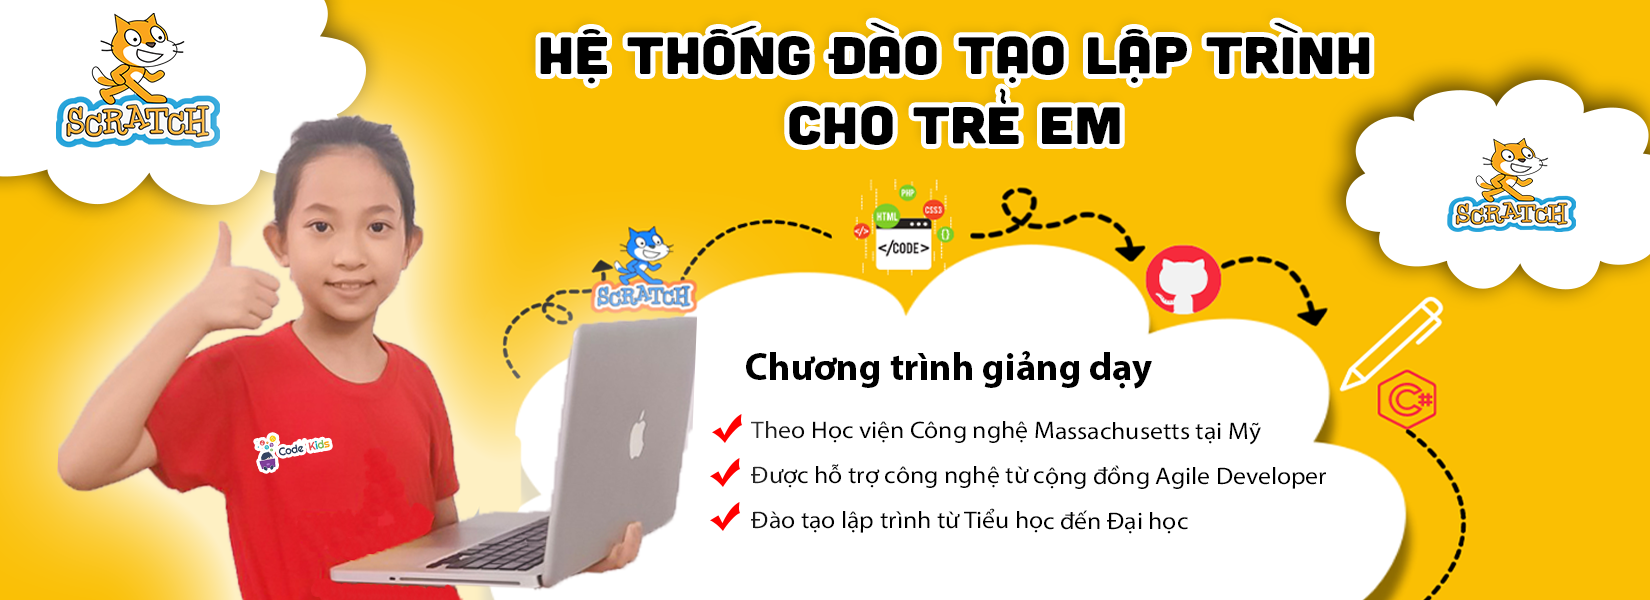 SCRATCH
HỆ THỐNG ĐÀO TẠO LẬP TRÌNH
CHO TRẺ EM
SCRATCH
PHP
HTML
CSS3
</>
{}
</CODE>
SCRATCH
Chương trình giảng dạy
C#
Theo Học viện Công nghệ Massachusetts tại Mỹ
Được hỗ trợ công nghệ từ cộng đồng Agile Developer
Đào tạo lập trình từ Tiểu học đến Đại học
Code Kids